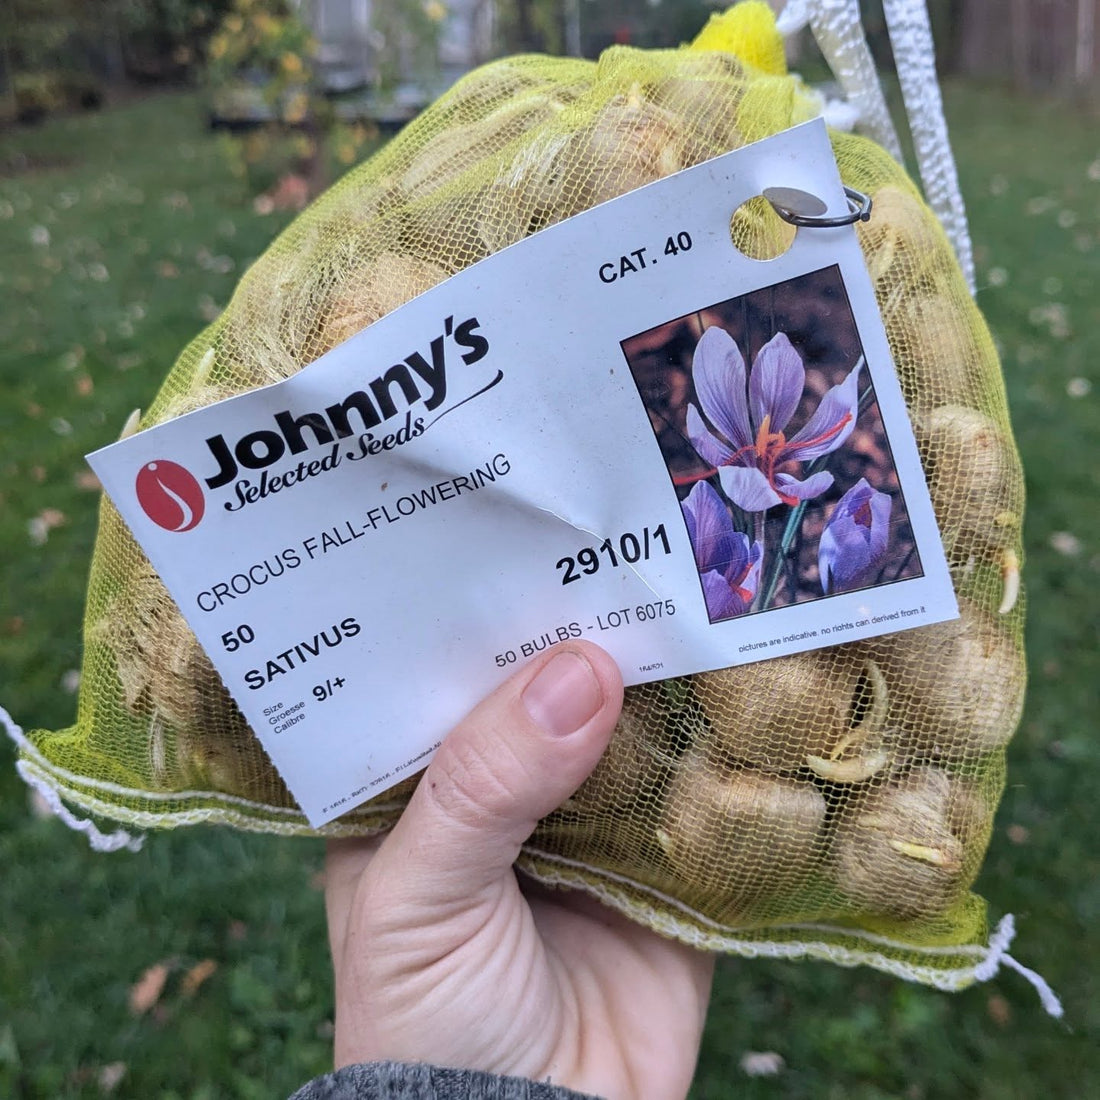 CAT. 40
Johnny's
Selected Seeds
CROCUS FALL-FLOWERING
50
2910/1
SATIVUS
50 BULBS - LOT 6075
Size
Groesse
Calibre
9/+
pictures are indicative. no rights can derived from it